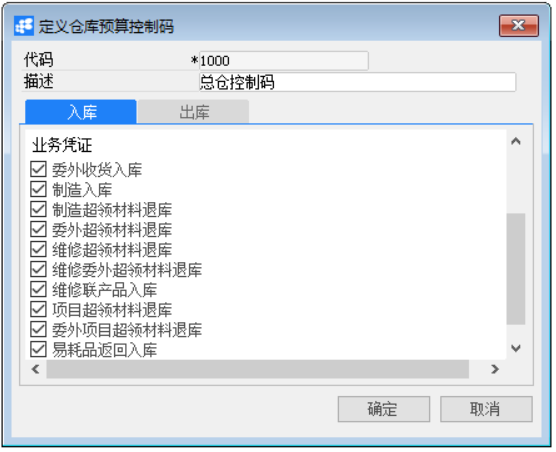 定义仓库预算控制码
代码 *1000
描述 总仓控制码
入库 出库
业务凭证
委外收货入库
制造入库
制造超领材料退库
委外超领材料退库
维修超领材料退库
维修委外超领材料退库
维修联产品入库
项目超领材料退库
委外项目超领材料退库
易耗品返回入库
确定 取消